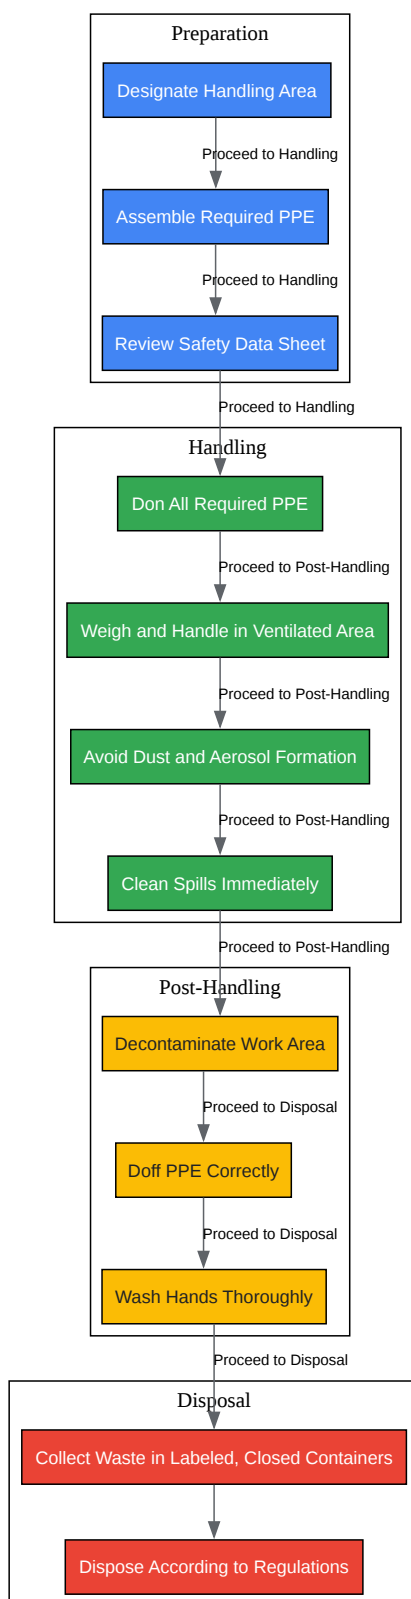 Preparation
Designate Handling Area
Proceed to Handling
Assemble Required PPE
Proceed to Handling
Review Safety Data Sheet
Proceed to Handling
Handling
Don All Required PPE
Proceed to Post-Handling
Weigh and Handle in Ventilated Area
Proceed to Post-Handling
Avoid Dust and Aerosol Formation
Proceed to Post-Handling
Clean Spills Immediately
Proceed to Post-Handling
Post-Handling
Decontaminate Work Area
Proceed to Disposal
Doff PPE Correctly
Proceed to Disposal
Wash Hands Thoroughly
Proceed to Disposal
Disposal
Collect Waste in Labeled, Closed Containers
Dispose According to Regulations